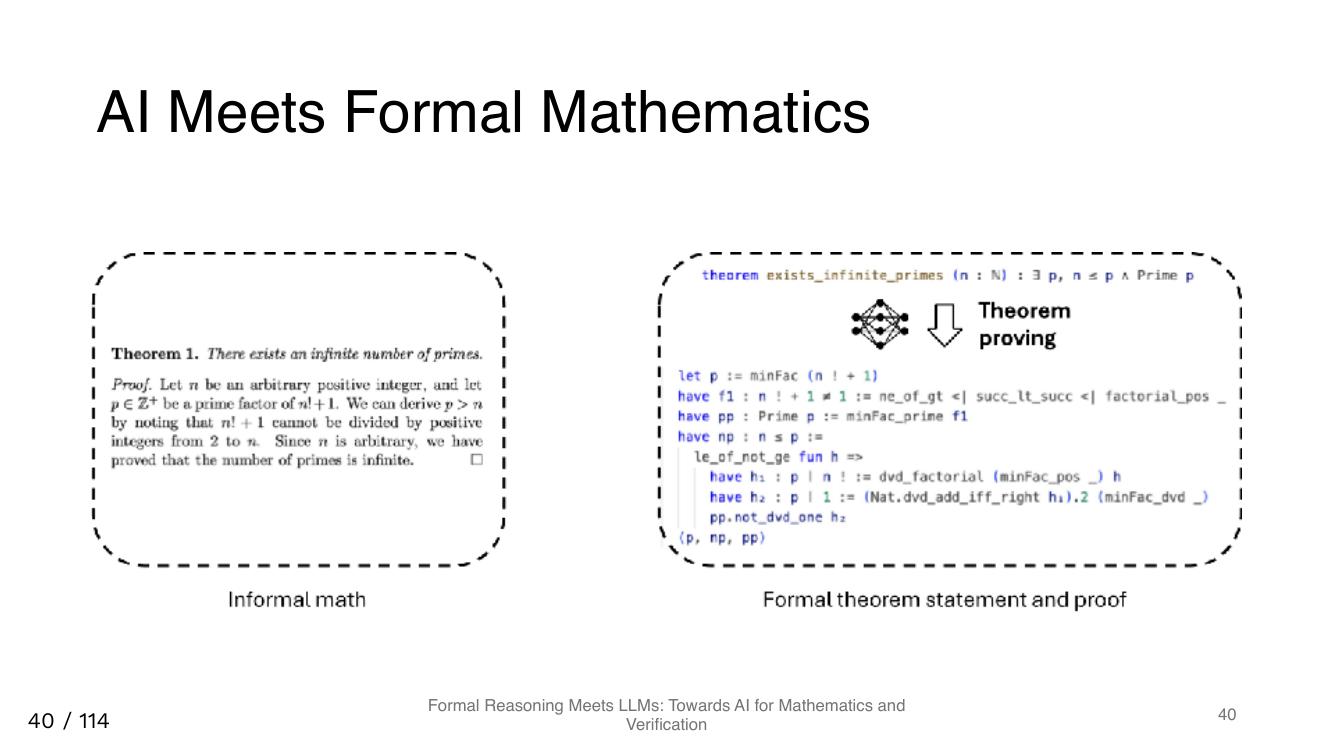 AI Meets Formal Mathematics
Theorem 1. There exists an infinite number of primes.
Proof. Let n be an arbitrary positive integer, and let
p ∈ ℤ⁺ be a prime factor of n! + 1. We can derive p > n
by noting that n! + 1 cannot be divided by positive
integers from 2 to n. Since n is arbitrary, we have
proved that the number of primes is infinite. □
Informal math
theorem exists_infinite_primes (n : ℕ) : ∃ p, n ≤ p ∧ Prime p
Theorem
proving
let p := minFac (n ! + 1)
have f1 : n ! + 1 ≠ 1 := ne_of_gt <| succ_lt_succ <| factorial_pos _
have pp : Prime p := minFac_prime f1
have np : n ≤ p :=
le_of_not_ge fun h =>
have h₁ : p ∣ n ! := dvd_factorial (minFac_pos _) h
have h₂ : p ∣ 1 := (Nat.dvd_add_iff_right h₁).2 (minFac_dvd _)
pp.not_dvd_one h₂
⟨p, np, pp⟩
Formal theorem statement and proof
40 / 114
Formal Reasoning Meets LLMs: Towards AI for Mathematics and
Verification
40